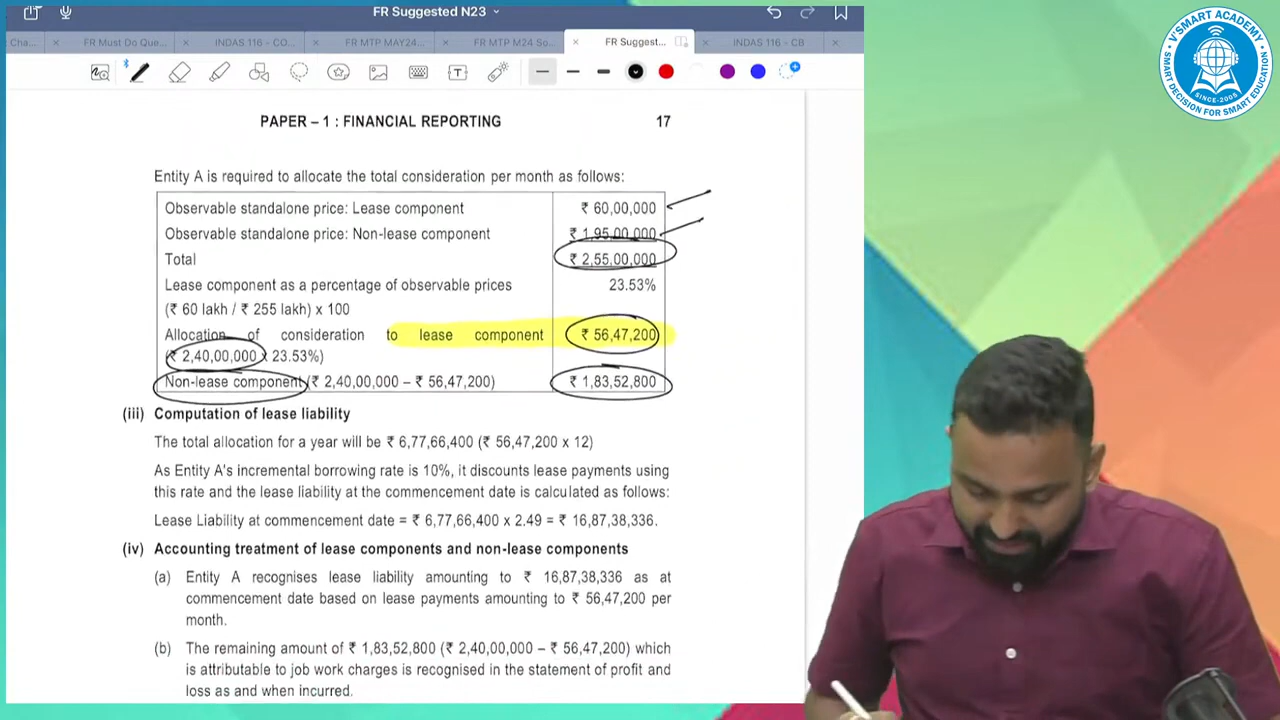 FR Suggested N23
Cha...
FR Must Do Que...
INDAS 116 - CO...
FR MTP MAY24...
FR MTP M24 So...
FR Suggest...
INDAS 116 - CB
V'SMART ACADEMY
SMART DECISION FOR SMART EDUCATION
SINCE-2005
PAPER – 1 : FINANCIAL REPORTING 17
Entity A is required to allocate the total consideration per month as follows:
Observable standalone price: Lease component ₹ 60,00,000
Observable standalone price: Non-lease component ₹ 1,95,00,000
Total ₹ 2,55,00,000
Lease component as a percentage of observable prices 23.53%
(₹ 60 lakh / ₹ 255 lakh) x 100
Allocation of consideration to lease component ₹ 56,47,200
(₹ 2,40,00,000 x 23.53%)
Non-lease component (₹ 2,40,00,000 – ₹ 56,47,200) ₹ 1,83,52,800
(iii) Computation of lease liability
The total allocation for a year will be ₹ 6,77,66,400 (₹ 56,47,200 x 12)
As Entity A's incremental borrowing rate is 10%, it discounts lease payments using
this rate and the lease liability at the commencement date is calculated as follows:
Lease Liability at commencement date = ₹ 6,77,66,400 x 2.49 = ₹ 16,87,38,336.
(iv) Accounting treatment of lease components and non-lease components
(a) Entity A recognises lease liability amounting to ₹ 16,87,38,336 as at
commencement date based on lease payments amounting to ₹ 56,47,200 per
month.
(b) The remaining amount of ₹ 1,83,52,800 (₹ 2,40,00,000 – ₹ 56,47,200) which
is attributable to job work charges is recognised in the statement of profit and
loss as and when incurred.